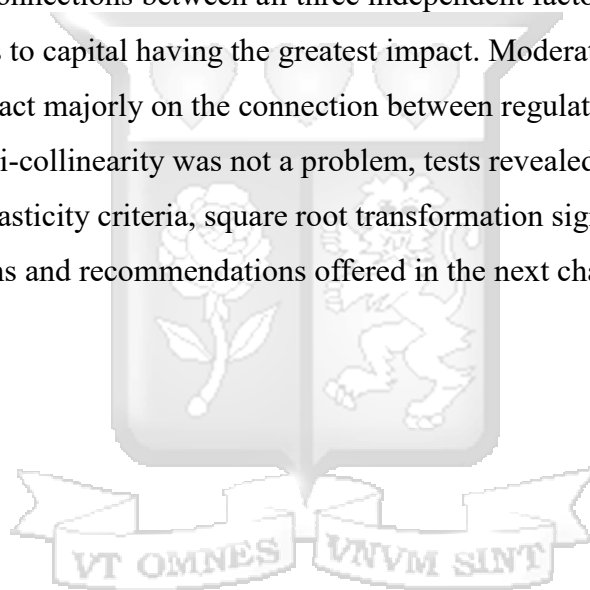 connections between all three independent facto
s to capital having the greatest impact. Moderat
act majorly on the connection between regulat
i-collinearity was not a problem, tests revealed
asticity criteria, square root transformation sig
ns and recommendations offered in the next cha
VT OMNES VNVM SINT